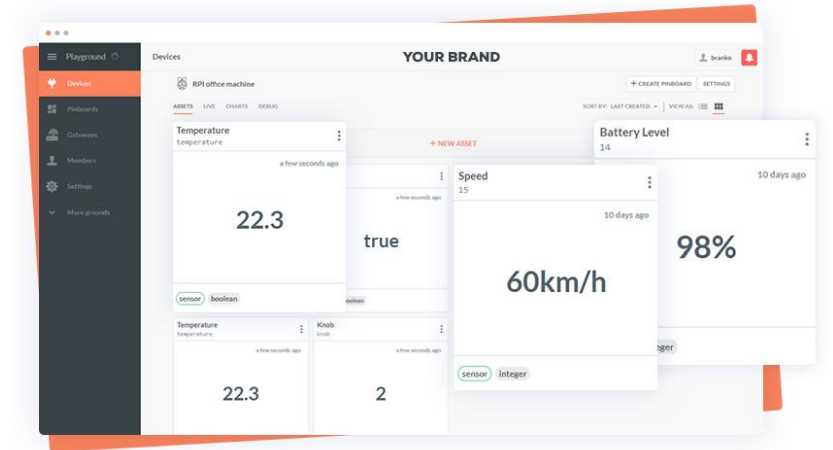 Playground
Devices
YOUR BRAND
branko
Devices
Pinboards
Gateways
Members
Settings
More grounds
RPI office machine
+ CREATE PINBOARD
SETTINGS
ASSETS LIVE CHARTS DEBUG
SORT BY: LAST CREATED
VIEW AS:
+ NEW ASSET
Temperature
temperature
a few seconds ago
22.3
sensor boolean
a few seconds ago
true
boolean
Speed
15
10 days ago
60km/h
sensor integer
Battery Level
14
10 days ago
98%
eger
Temperature
temperature
a few seconds ago
22.3
Knob
knob
a few seconds ago
2